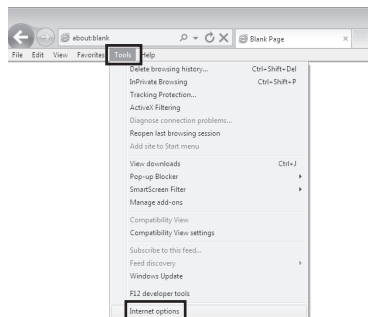 about:blank
Blank Page
File Edit View Favorites Tools Help
Delete browsing history... Ctrl+Shift+Del
InPrivate Browsing Ctrl+Shift+P
Tracking Protection...
ActiveX Filtering
Diagnose connection problems...
Reopen last browsing session
Add site to Start menu
View downloads Ctrl+J
Pop-up Blocker
SmartScreen Filter
Manage add-ons
Compatibility View
Compatibility View settings
Subscribe to this feed...
Feed discovery
Windows Update
F12 developer tools
Internet options